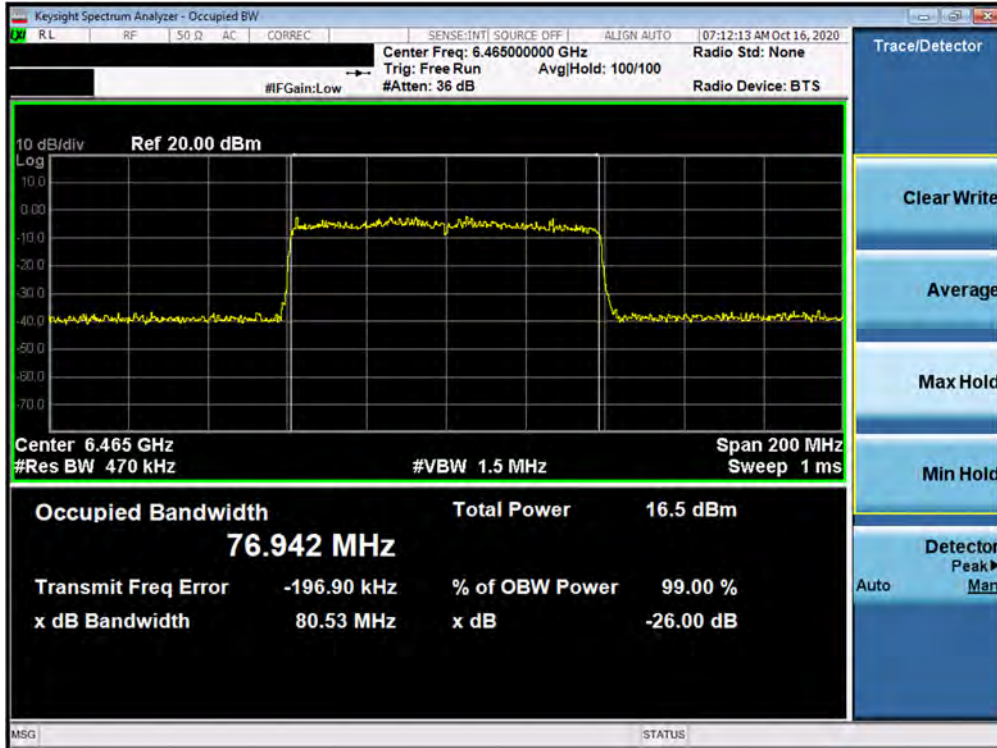 Keysight Spectrum Analyzer - Occupied BW
RL RF 50 Ω AC CORREC SENSE:INT SOURCE OFF ALIGN AUTO 07:12:13 AM Oct 16, 2020
Center Freq: 6.465000000 GHz Radio Std: None
Trig: Free Run Avg|Hold: 100/100
#IFGain:Low #Atten: 36 dB Radio Device: BTS
10 dB/div Ref 20.00 dBm
Log
10.0
0.00
-10.0
-20.0
-30.0
-40.0
-50.0
-60.0
-70.0
Center 6.465 GHz Span 200 MHz
#Res BW 470 kHz #VBW 1.5 MHz Sweep 1 ms
Occupied Bandwidth Total Power 16.5 dBm
76.942 MHz
Transmit Freq Error -196.90 kHz % of OBW Power 99.00 %
x dB Bandwidth 80.53 MHz x dB -26.00 dB
MSG STATUS
Trace/Detector
Clear Write
Average
Max Hold
Min Hold
Detector
Peak▶
Auto Man